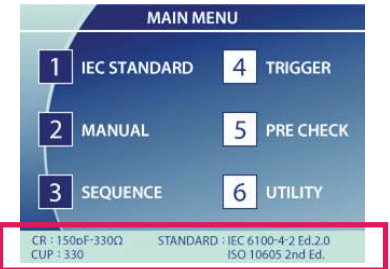 MAIN MENU
1 IEC STANDARD
4 TRIGGER
2 MANUAL
5 PRE CHECK
3 SEQUENCE
6 UTILITY
CR : 150pF-330Ω STANDARD : IEC 6100-4-2 Ed.2.0
CUP : 330 ISO 10605 2nd Ed.